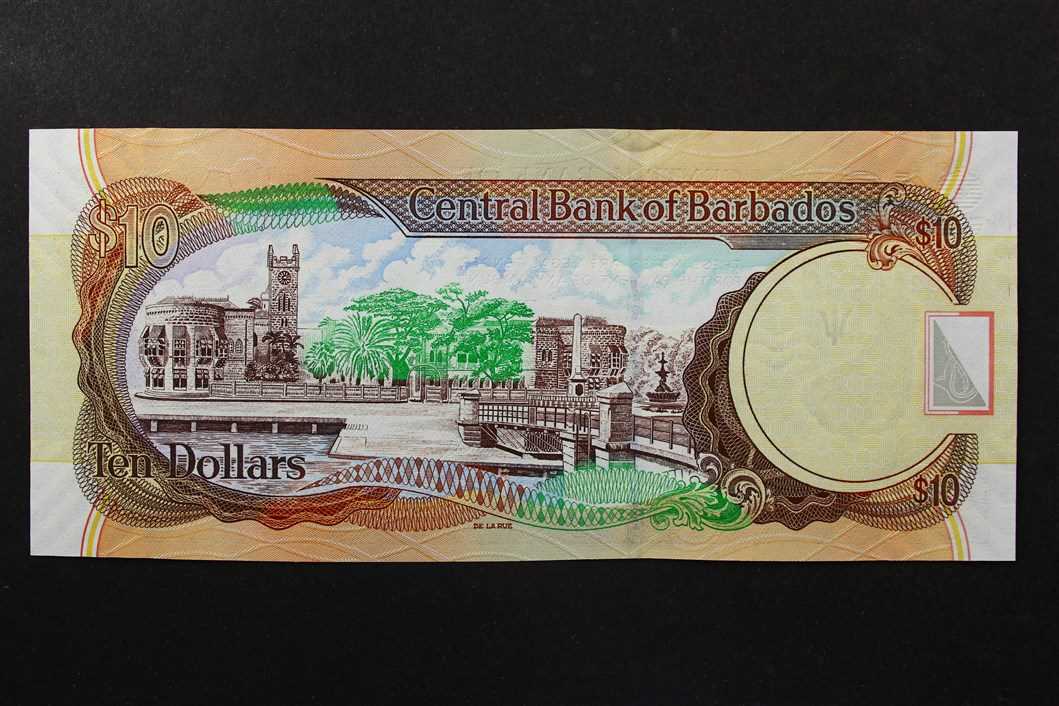 Central Bank of Barbados
$10
$10
Ten Dollars
$10
DE LA RUE